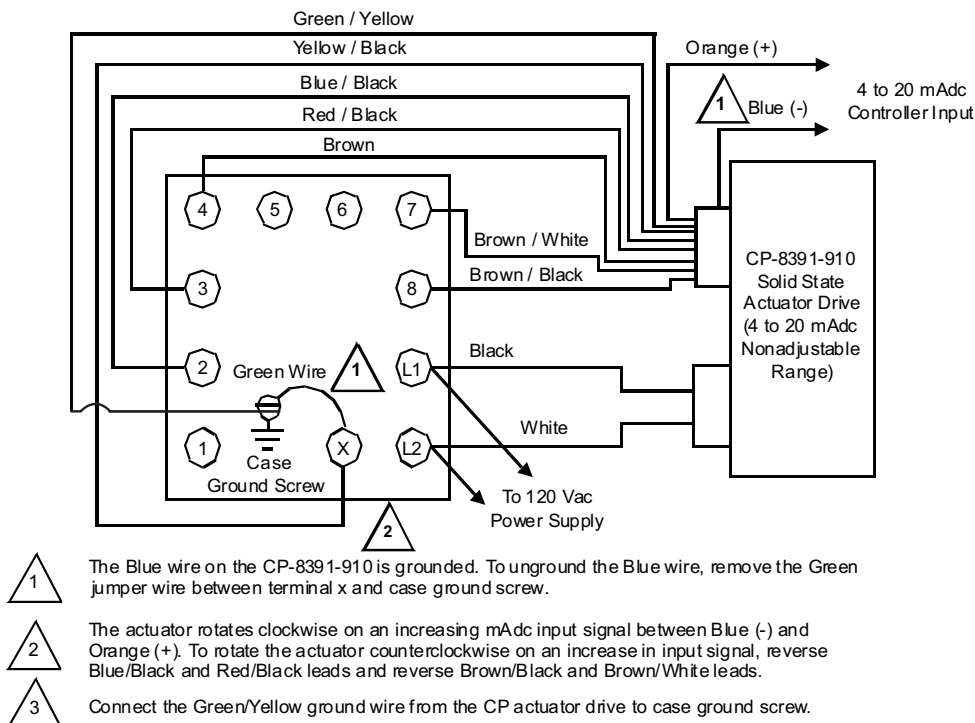 Green / Yellow
Yellow / Black
Blue / Black
Red / Black
Brown
Orange (+)
1
Blue (-)
4 to 20 mAdc
Controller Input
4
5
6
7
Brown / White
3
8
Brown / Black
CP-8391-910
Solid State
Actuator Drive
(4 to 20 mAdc
Nonadjustable
Range)
2
Green Wire
1
L1
Black
1
Case
Ground Screw
X
L2
White
To 120 Vac
Power Supply
2
1
The Blue wire on the CP-8391-910 is grounded. To unground the Blue wire, remove the Green
jumper wire between terminal x and case ground screw.
2
The actuator rotates clockwise on an increasing mAdc input signal between Blue (-) and
Orange (+). To rotate the actuator counterclockwise on an increase in input signal, reverse
Blue/Black and Red/Black leads and reverse Brown/Black and Brown/White leads.
3
Connect the Green/Yellow ground wire from the CP actuator drive to case ground screw.